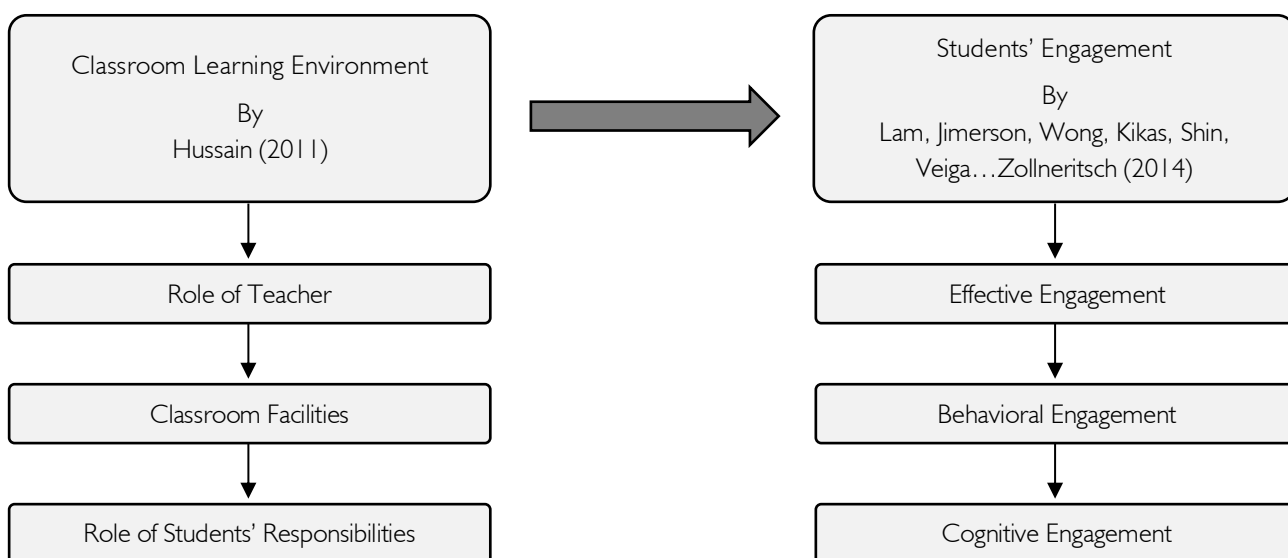 Classroom Learning Environment
By
Hussain (2011)
Role of Teacher
Classroom Facilities
Role of Students’ Responsibilities
Students’ Engagement
By
Lam, Jimerson, Wong, Kikas, Shin,
Veiga…Zollneritsch (2014)
Effective Engagement
Behavioral Engagement
Cognitive Engagement